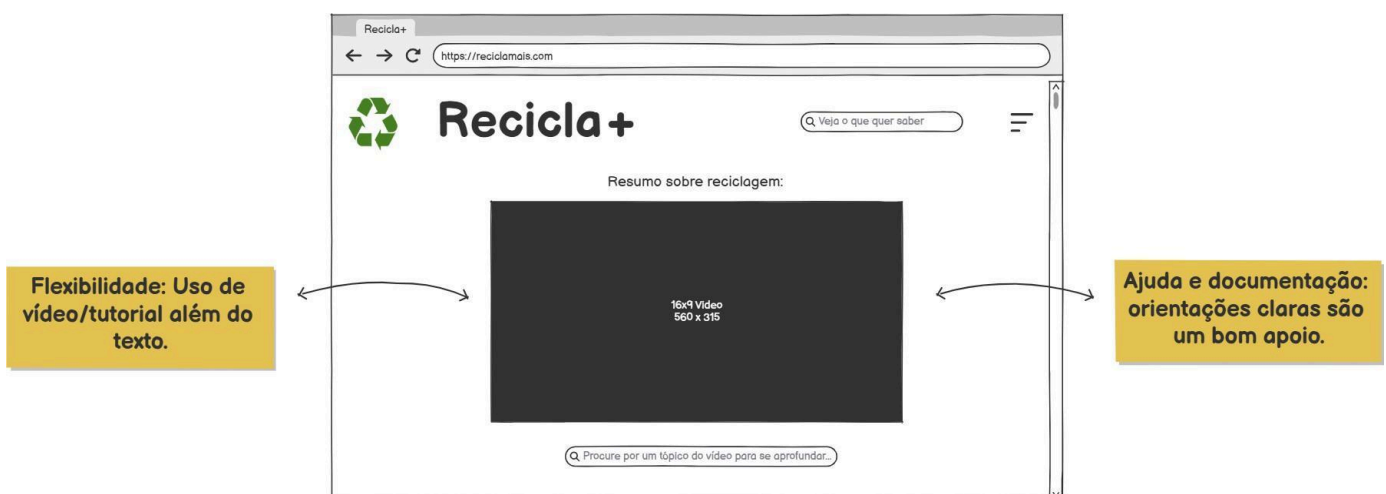 Recicla+
https://reciclamais.com
Recicla+
Veja o que quer saber
Resumo sobre reciclagem:
16x9 Video
560 x 315
Flexibilidade: Uso de
vídeo/tutorial além do
texto.
Ajuda e documentação:
orientações claras são
um bom apoio.
Procure por um tópico do vídeo para se aprofundar...